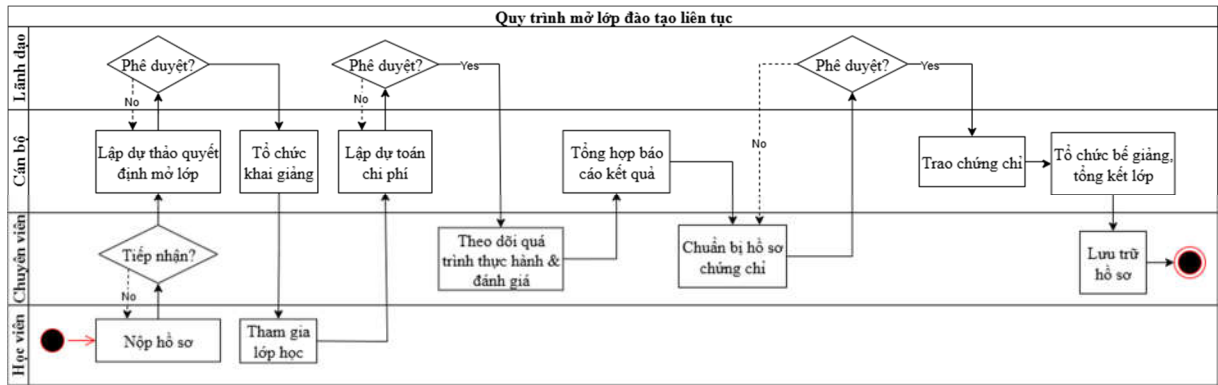 Quy trình mở lớp đào tạo liên tục
Lãnh đạo
Phê duyệt?
No
Phê duyệt?
Yes
Phê duyệt?
Yes
No
Cán bộ
Lập dự thảo quyết
định mở lớp
Tổ chức
khai giảng
Lập dự toán
chi phí
Tổng hợp báo
cáo kết quả
Trao chứng chỉ
Tổ chức bế giảng,
tổng kết lớp
No
Chuyên viên
Tiếp nhận?
No
Theo dõi quá
trình thực hành &
đánh giá
Chuẩn bị hồ sơ
chứng chỉ
Lưu trữ
hồ sơ
Học viên
Nộp hồ sơ
Tham gia
lớp học